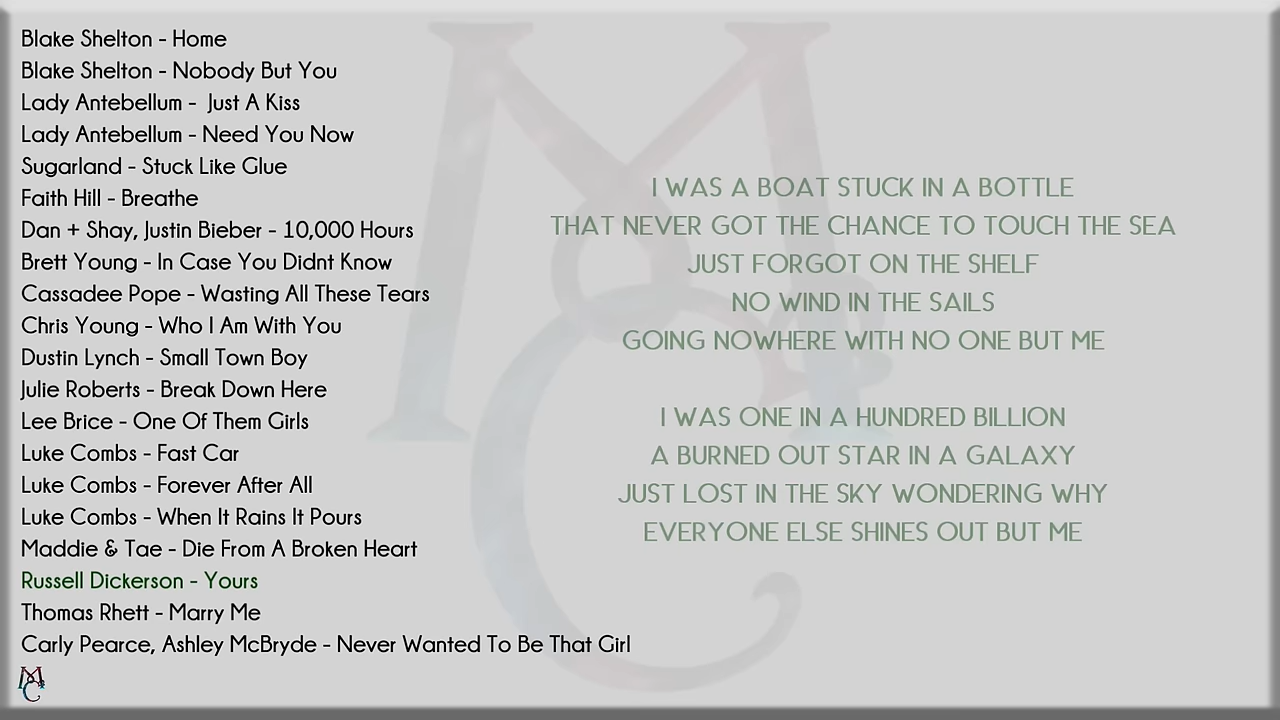 Blake Shelton - Home
Blake Shelton - Nobody But You
Lady Antebellum -  Just A Kiss
Lady Antebellum - Need You Now
Sugarland - Stuck Like Glue
Faith Hill - Breathe
Dan + Shay, Justin Bieber - 10,000 Hours
Brett Young - In Case You Didnt Know
Cassadee Pope - Wasting All These Tears
Chris Young - Who I Am With You
Dustin Lynch - Small Town Boy
Julie Roberts - Break Down Here
Lee Brice - One Of Them Girls
Luke Combs - Fast Car
Luke Combs - Forever After All
Luke Combs - When It Rains It Pours
Maddie & Tae - Die From A Broken Heart
Russell Dickerson - Yours
Thomas Rhett - Marry Me
Carly Pearce, Ashley McBryde - Never Wanted To Be That Girl
MC
I WAS A BOAT STUCK IN A BOTTLE
THAT NEVER GOT THE CHANCE TO TOUCH THE SEA
JUST FORGOT ON THE SHELF
NO WIND IN THE SAILS
GOING NOWHERE WITH NO ONE BUT ME
I WAS ONE IN A HUNDRED BILLION
A BURNED OUT STAR IN A GALAXY
JUST LOST IN THE SKY WONDERING WHY
EVERYONE ELSE SHINES OUT BUT ME